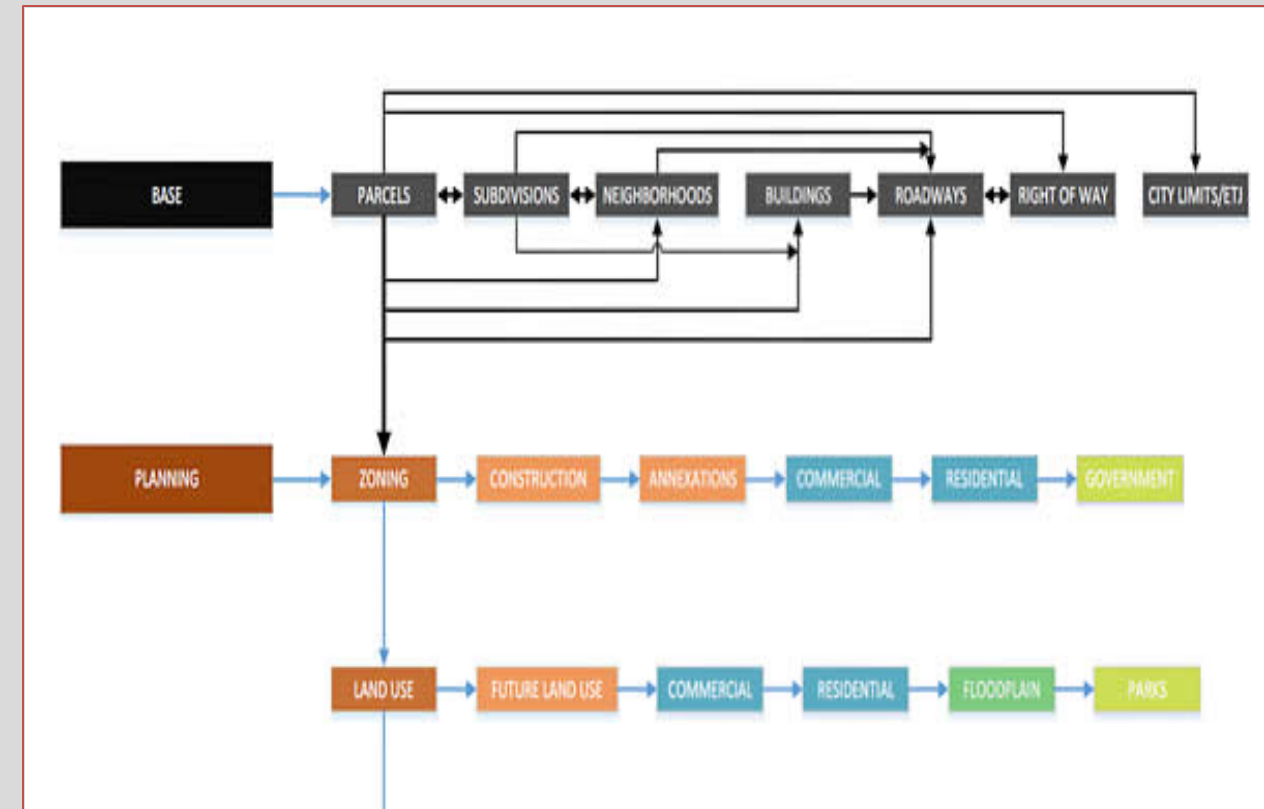 BASE
PARCELS
SUBDIVISIONS
NEIGHBORHOODS
BUILDINGS
ROADWAYS
RIGHT OF WAY
CITY LIMITS/ETJ
PLANNING
ZONING
CONSTRUCTION
ANNEXATIONS
COMMERCIAL
RESIDENTIAL
GOVERNMENT
LAND USE
FUTURE LAND USE
COMMERCIAL
RESIDENTIAL
FLOODPLAIN
PARKS